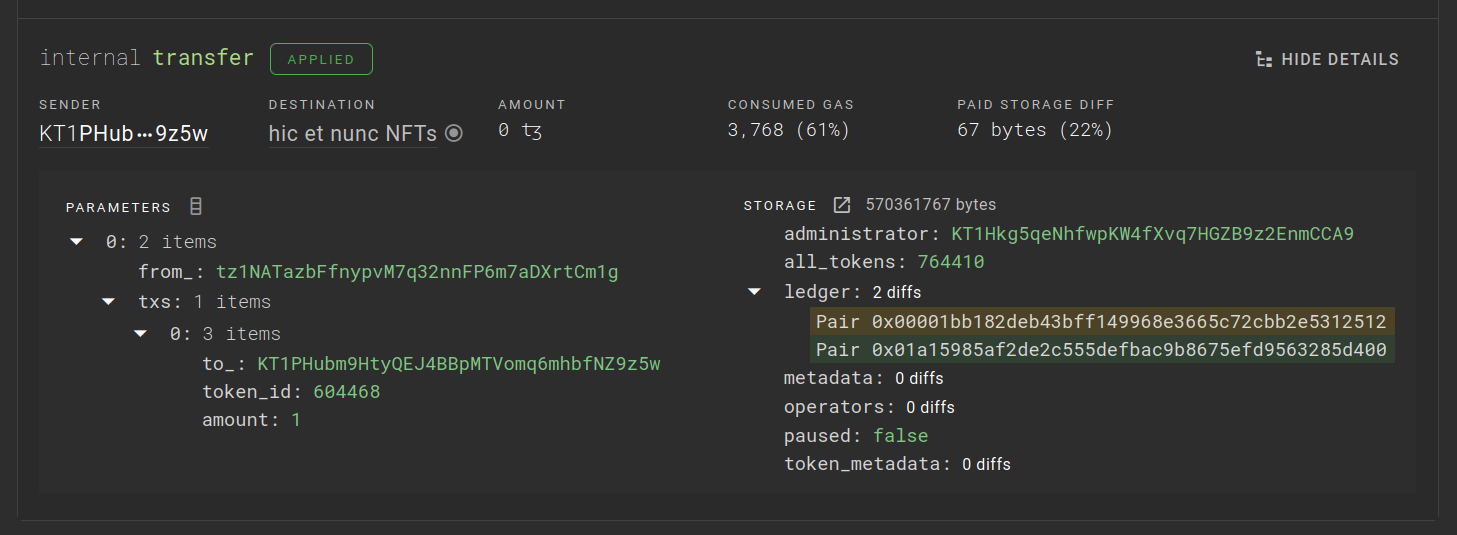 internal transfer APPLIED HIDE DETAILS
SENDER DESTINATION AMOUNT CONSUMED GAS PAID STORAGE DIFF
KT1PHub•••9z5w hic et nunc NFTs 0 ꜩ 3,768 (61%) 67 bytes (22%)
PARAMETERS
0: 2 items
from_: tz1NATazbFfnypvM7q32nnFP6m7aDXrtCm1g
txs: 1 items
0: 3 items
to_: KT1PHubm9HtyQEJ4BBpMTVomq6mhbfNZ9z5w
token_id: 604468
amount: 1
STORAGE 570361767 bytes
administrator: KT1Hkg5qeNhfwpKW4fXvq7HGZB9z2EnmCCA9
all_tokens: 764410
ledger: 2 diffs
Pair 0x00001bb182deb43bff149968e3665c72cbb2e5312512
Pair 0x01a15985af2de2c555defbac9b8675efd9563285d400
metadata: 0 diffs
operators: 0 diffs
paused: false
token_metadata: 0 diffs